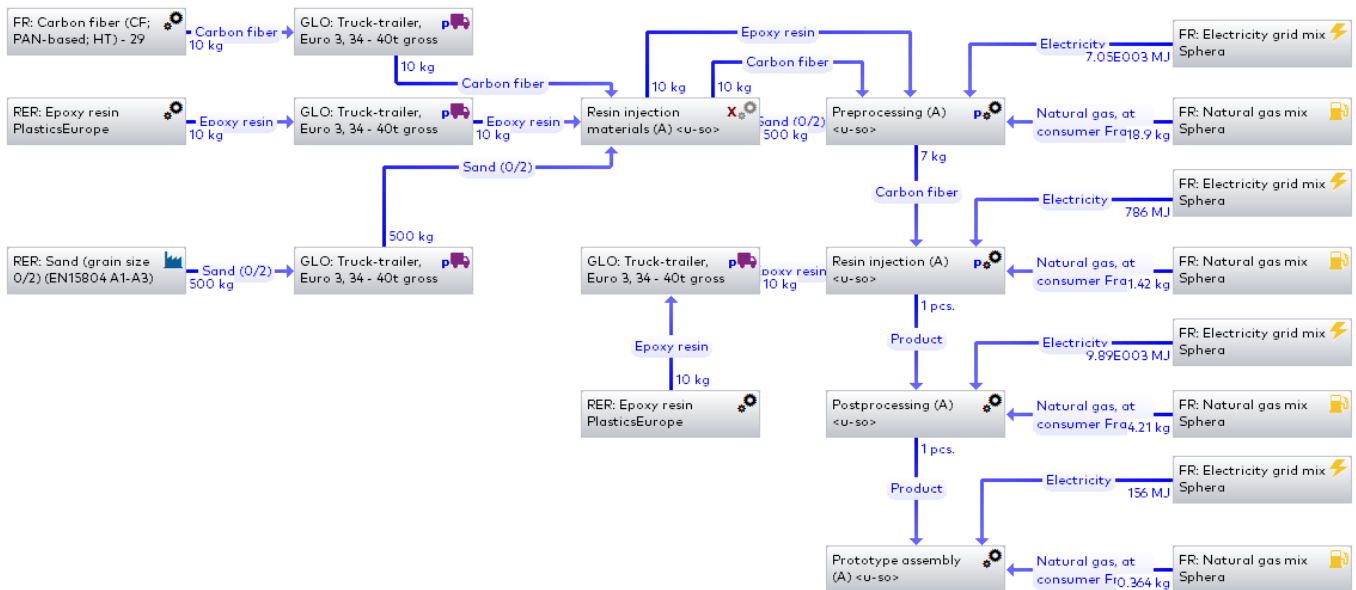 FR: Carbon fiber (CF;
PAN-based; HT) - 29
Carbon fiber
10 kg
GLO: Truck-trailer,
Euro 3, 34 - 40t gross
p
10 kg
Carbon fiber
Epoxy resin
10 kg
Carbon fiber
10 kg
Electricity
7.05E003 MJ
FR: Electricity grid mix
Sphera
RER: Epoxy resin
PlasticsEurope
Epoxy resin
10 kg
GLO: Truck-trailer,
Euro 3, 34 - 40t gross
p
Epoxy resin
10 kg
Resin injection
materials (A) <u-so>
X
Sand (0/2)
500 kg
Preprocessing (A)
<u-so>
p
Natural gas, at
consumer Fra
18.9 kg
FR: Natural gas mix
Sphera
Sand (0/2)
7 kg
Carbon fiber
Electricity
786 MJ
FR: Electricity grid mix
Sphera
500 kg
RER: Sand (grain size
0/2) (EN15804 A1-A3)
Sand (0/2)
500 kg
GLO: Truck-trailer,
Euro 3, 34 - 40t gross
p
GLO: Truck-trailer,
Euro 3, 34 - 40t gross
p
poxy resin
10 kg
Resin injection (A)
<u-so>
p
Natural gas, at
consumer Fra
1.42 kg
FR: Natural gas mix
Sphera
1 pcs.
Product
Epoxy resin
10 kg
Electricity
9.89E003 MJ
FR: Electricity grid mix
Sphera
RER: Epoxy resin
PlasticsEurope
Postprocessing (A)
<u-so>
Natural gas, at
consumer Fra
4.21 kg
FR: Natural gas mix
Sphera
1 pcs.
Product
Electricity
156 MJ
FR: Electricity grid mix
Sphera
Prototype assembly
(A) <u-so>
Natural gas, at
consumer Fr
0.364 kg
FR: Natural gas mix
Sphera